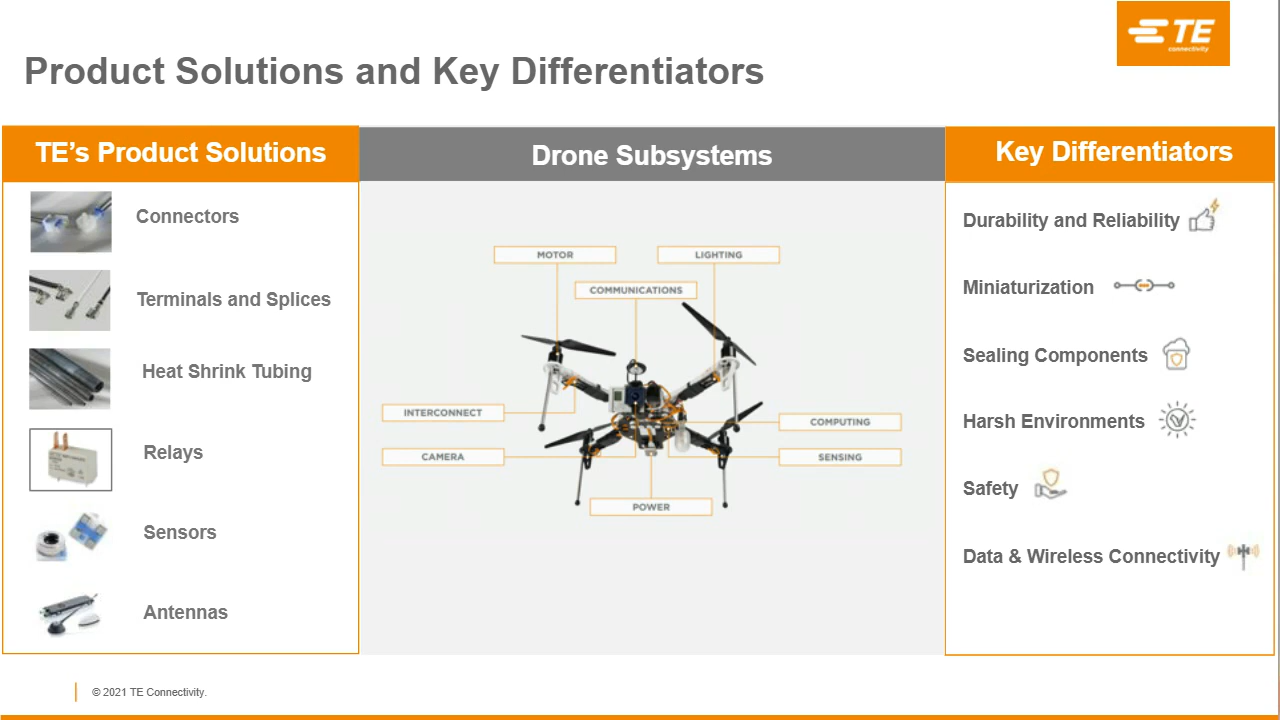 TE
connectivity
Product Solutions and Key Differentiators
TE's Product Solutions
Connectors
Terminals and Splices
Heat Shrink Tubing
Relays
Sensors
Antennas
Drone Subsystems
MOTOR
LIGHTING
COMMUNICATIONS
INTERCONNECT
COMPUTING
CAMERA
SENSING
POWER
Key Differentiators
Durability and Reliability
Miniaturization
Sealing Components
Harsh Environments
Safety
Data & Wireless Connectivity
© 2021 TE Connectivity.